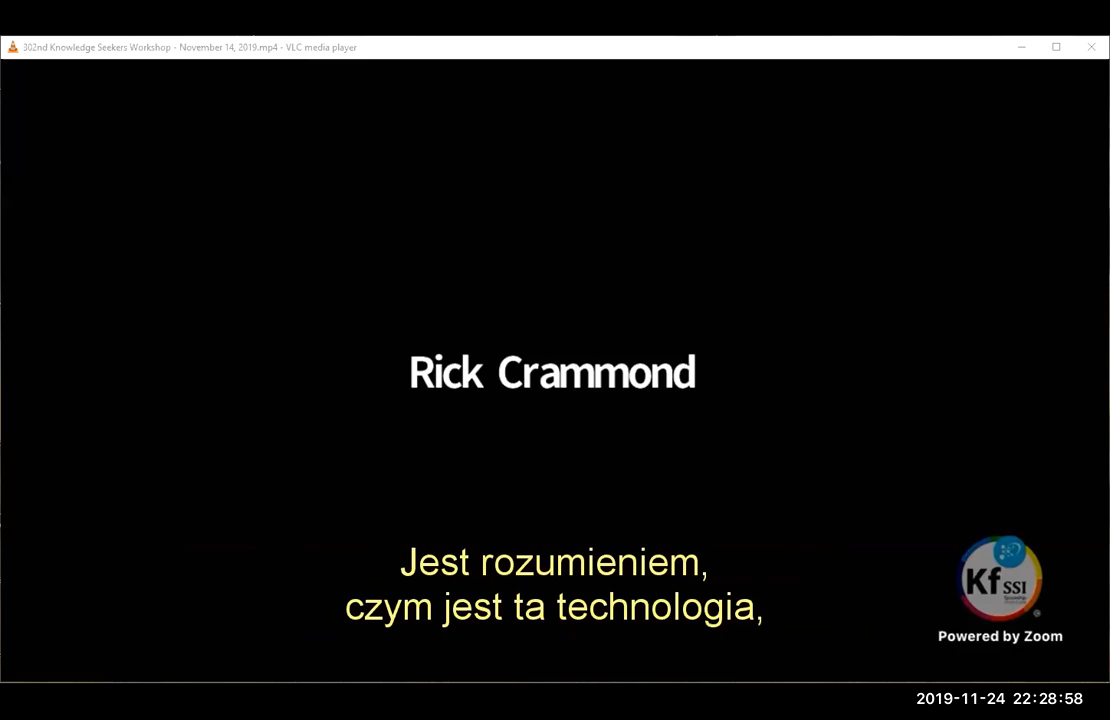 302nd Knowledge Seekers Workshop - November 14, 2019.mp4 - VLC media player
Rick Crammond
Jest rozumieniem,
czym jest ta technologia,
Kf SSI
Powered by Zoom
2019-11-24 22:28:58